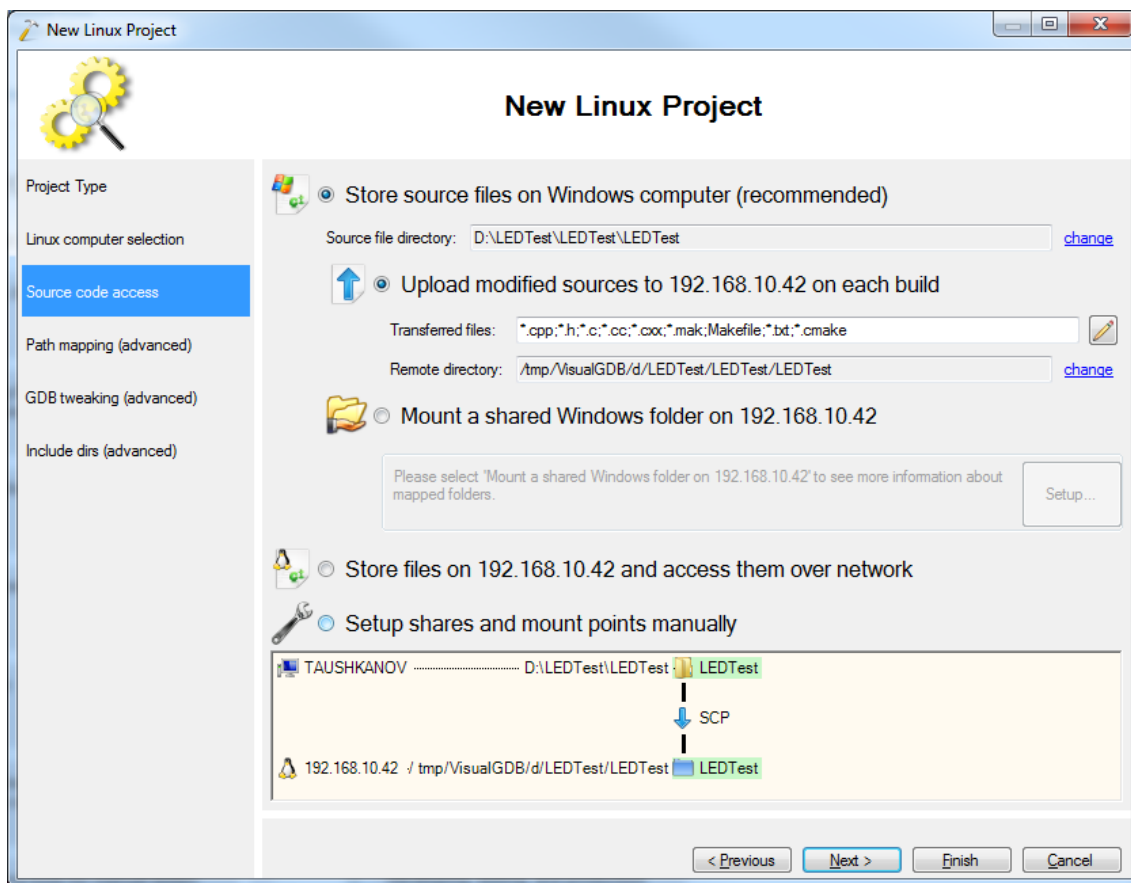 New Linux Project
New Linux Project
Project Type
Linux computer selection
Source code access
Path mapping (advanced)
GDB tweaking (advanced)
Include dirs (advanced)
Store source files on Windows computer (recommended)
Source file directory: D:\LEDTest\LEDTest\LEDTest change
Upload modified sources to 192.168.10.42 on each build
Transferred files: *.cpp;*.h;*.c;*.cc;*.cxx;*.mak;Makefile;*.txt;*.cmake
Remote directory: /tmp/VisualGDB/d/LEDTest/LEDTest/LEDTest change
Mount a shared Windows folder on 192.168.10.42
Please select 'Mount a shared Windows folder on 192.168.10.42' to see more information about
mapped folders.
Setup...
Store files on 192.168.10.42 and access them over network
Setup shares and mount points manually
TAUSHKANOV D:\LEDTest\LEDTest LEDTest
SCP
192.168.10.42 / tmp/VisualGDB/d/LEDTest/LEDTest LEDTest
< Previous Next > Finish Cancel